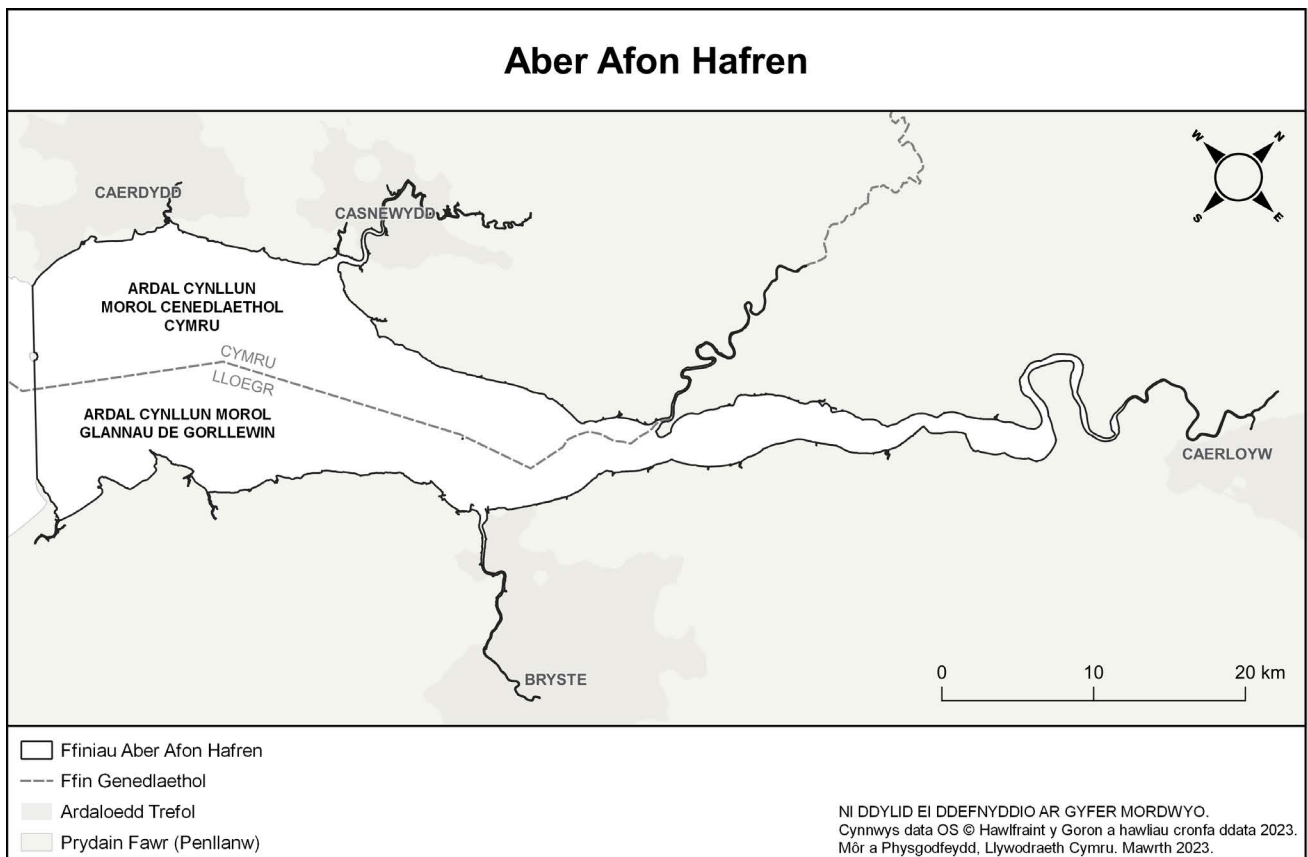 Aber Afon Hafren
W
N
S
E
CAERDYDD
CASNEWYDD
ARDAL CYNLLUN
MOROL CENEDLAETHOL
CYMRU
CYMRU
LLOEGR
ARDAL CYNLLUN MOROL
GLANNAU DE GORLLEWIN
CAERLOYW
BRYSTE
0 10 20 km
Ffiniau Aber Afon Hafren
Ffin Genedlaethol
Ardaloedd Trefol
Prydain Fawr (Penllanw)
NI DDYLID EI DDEFNYDDIO AR GYFER MORDWYO.
Cynnwys data OS © Hawlfraint y Goron a hawliau cronfa ddata 2023.
Môr a Physgodfeydd, Llywodraeth Cymru. Mawrth 2023.